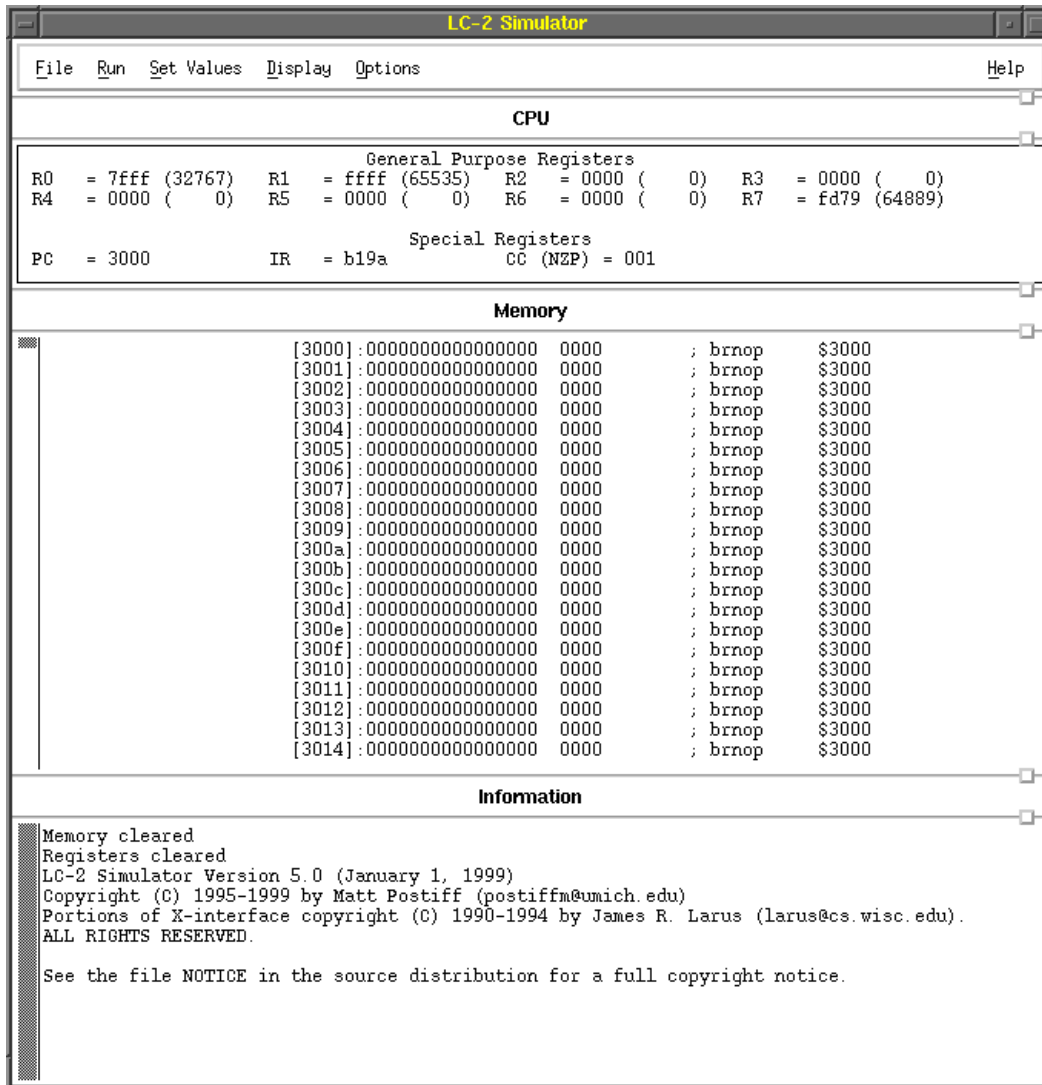 LC-2 Simulator
File Run Set Values Display Options Help
CPU
General Purpose Registers
R0 = 7fff (32767) R1 = ffff (65535) R2 = 0000 ( 0) R3 = 0000 ( 0)
R4 = 0000 ( 0) R5 = 0000 ( 0) R6 = 0000 ( 0) R7 = fd79 (64889)
Special Registers
PC = 3000 IR = b19a CC (NZP) = 001
Memory
[3000]:0000000000000000 0000 ; brnop $3000
[3001]:0000000000000000 0000 ; brnop $3000
[3002]:0000000000000000 0000 ; brnop $3000
[3003]:0000000000000000 0000 ; brnop $3000
[3004]:0000000000000000 0000 ; brnop $3000
[3005]:0000000000000000 0000 ; brnop $3000
[3006]:0000000000000000 0000 ; brnop $3000
[3007]:0000000000000000 0000 ; brnop $3000
[3008]:0000000000000000 0000 ; brnop $3000
[3009]:0000000000000000 0000 ; brnop $3000
[300a]:0000000000000000 0000 ; brnop $3000
[300b]:0000000000000000 0000 ; brnop $3000
[300c]:0000000000000000 0000 ; brnop $3000
[300d]:0000000000000000 0000 ; brnop $3000
[300e]:0000000000000000 0000 ; brnop $3000
[300f]:0000000000000000 0000 ; brnop $3000
[3010]:0000000000000000 0000 ; brnop $3000
[3011]:0000000000000000 0000 ; brnop $3000
[3012]:0000000000000000 0000 ; brnop $3000
[3013]:0000000000000000 0000 ; brnop $3000
[3014]:0000000000000000 0000 ; brnop $3000
Information
Memory cleared
Registers cleared
LC-2 Simulator Version 5.0 (January 1, 1999)
Copyright (C) 1995-1999 by Matt Postiff (postiffm@umich.edu)
Portions of X-interface copyright (C) 1990-1994 by James R. Larus (larus@cs.wisc.edu).
ALL RIGHTS RESERVED.
See the file NOTICE in the source distribution for a full copyright notice.